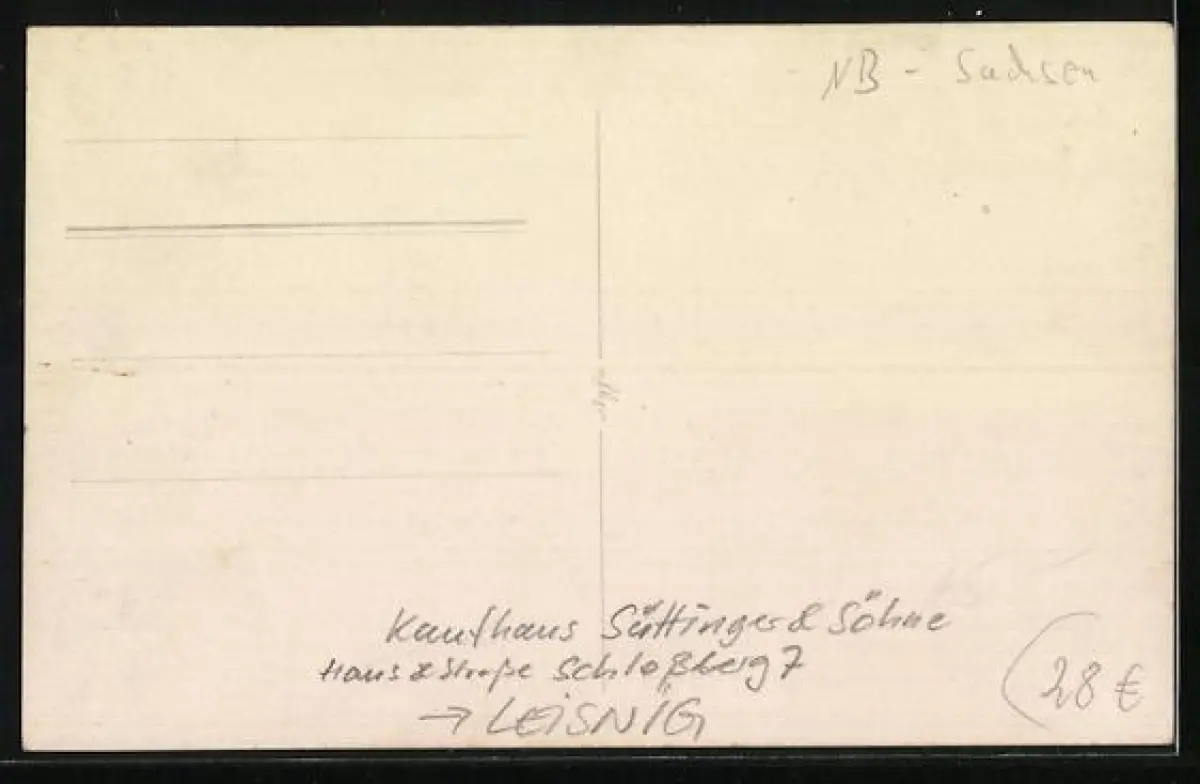 NB - Sachsen
Kaufhaus Süttinger & Söhne
Haus & Straße Schloßberg 7
→ LEISNIG
28 €